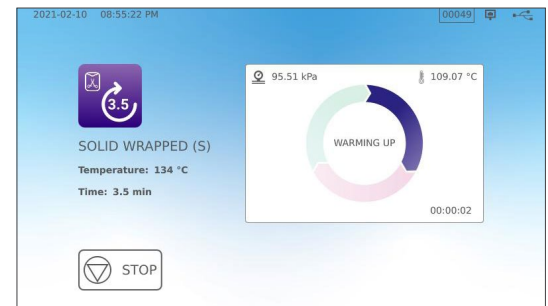 2021-02-10 08:55:22 PM 00049
3.5
95.51 kPa 109.07 °C
WARMING UP
00:00:02
SOLID WRAPPED (S)
Temperature: 134 °C
Time: 3.5 min
STOP